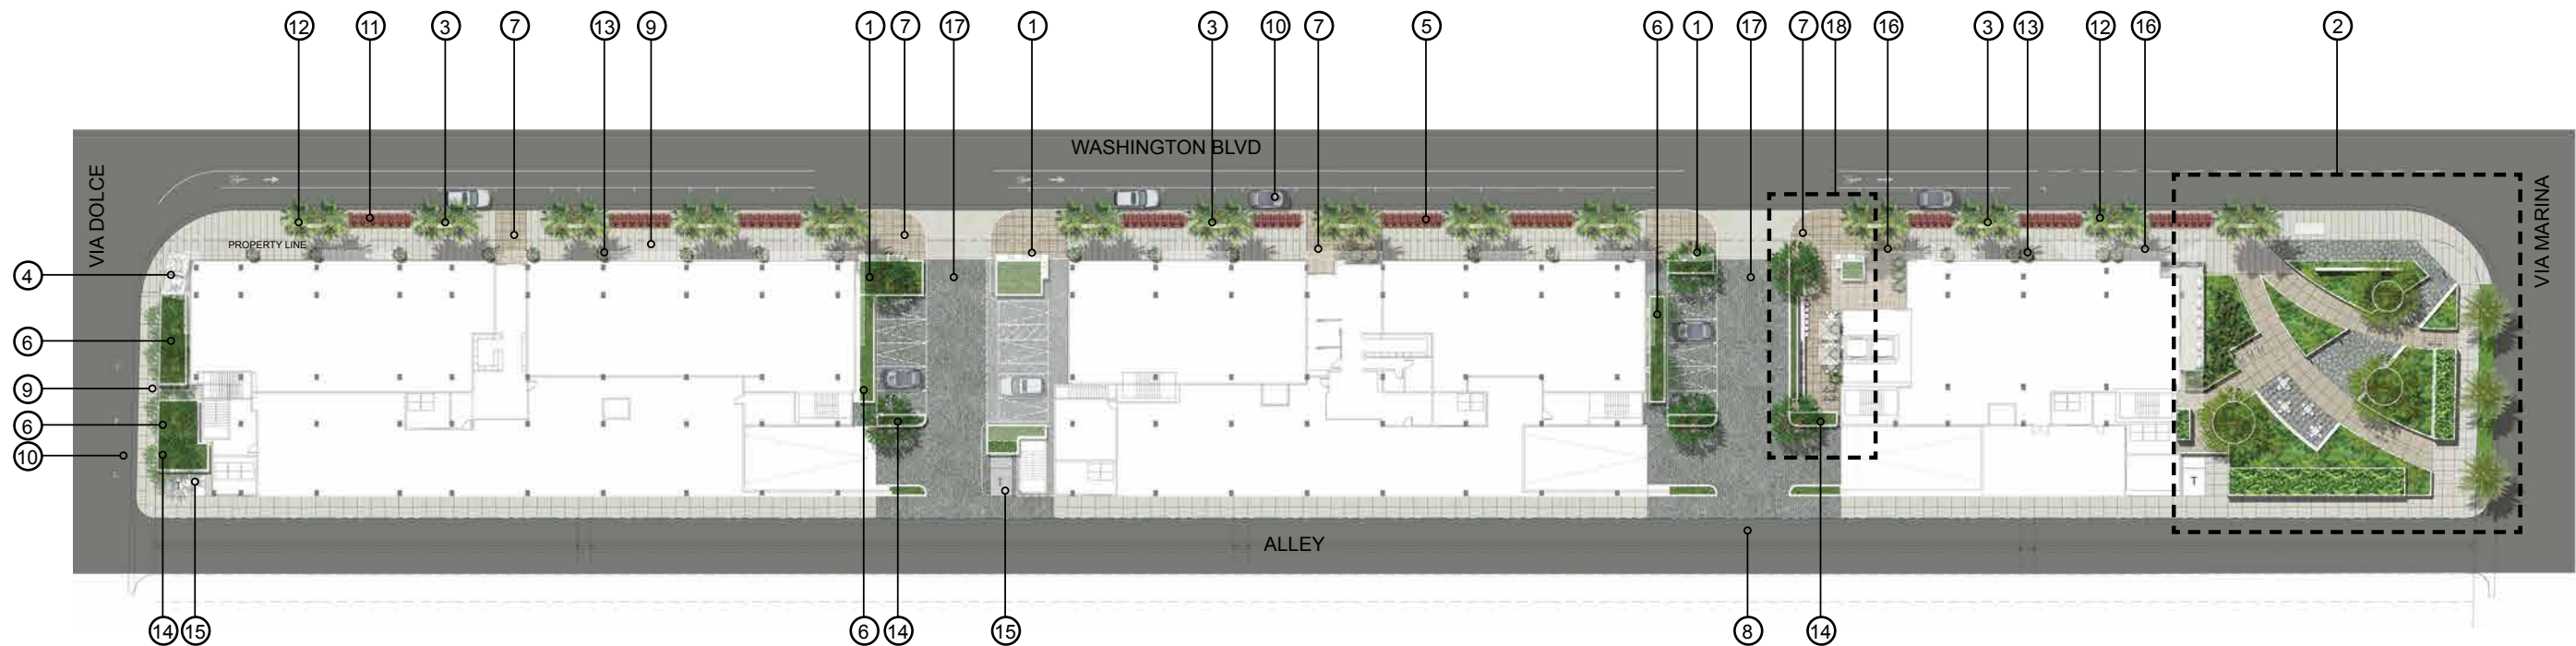 12 11 3 7 13 9 1 7 17 1 3 10 7 5 6 1 17 7 18 16 3 13 12 16 2
WASHINGTON BLVD
VIA DOLCE
VIA MARINA
PROPERTY LINE
4
6
9
6
10
T
T
ALLEY
14 15 6 14 15 8 14